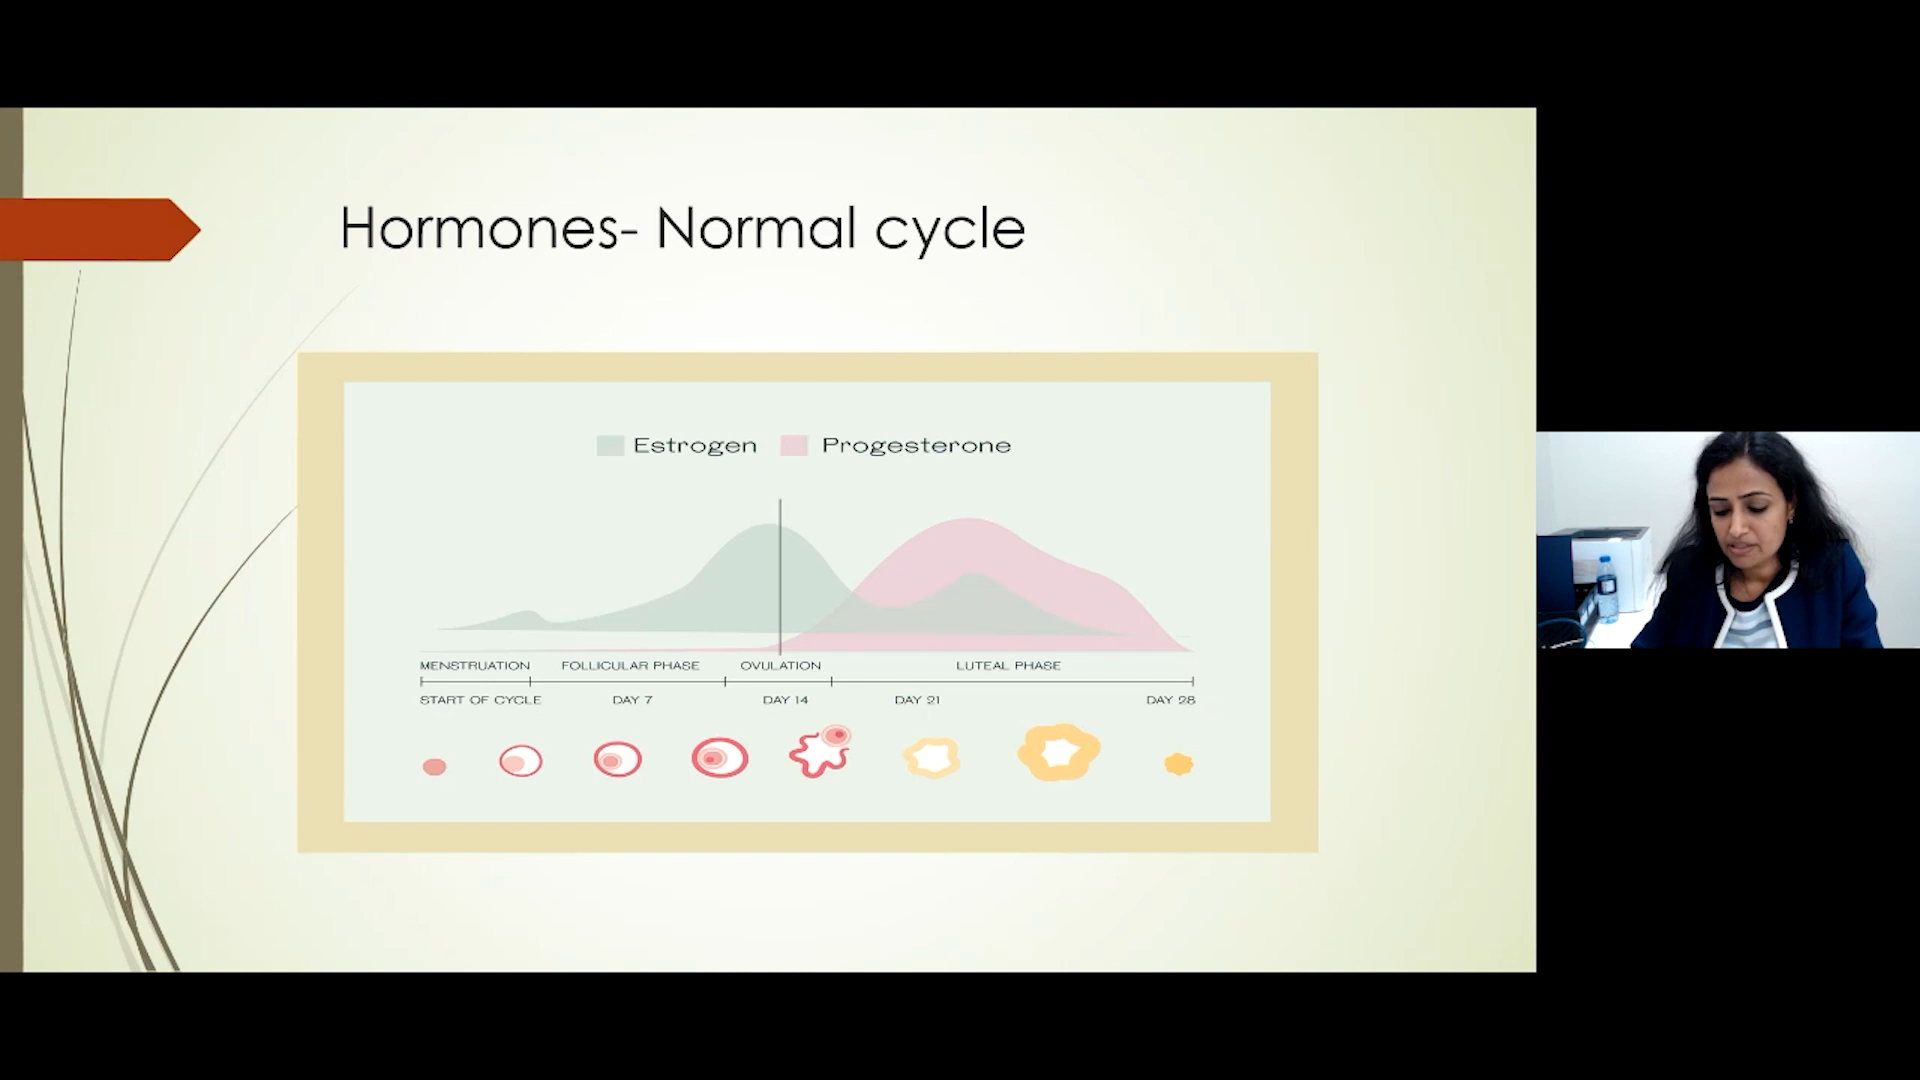 Hormones- Normal cycle
Estrogen Progesterone
MENSTRUATION FOLLICULAR PHASE OVULATION LUTEAL PHASE
START OF CYCLE DAY 7 DAY 14 DAY 21 DAY 28